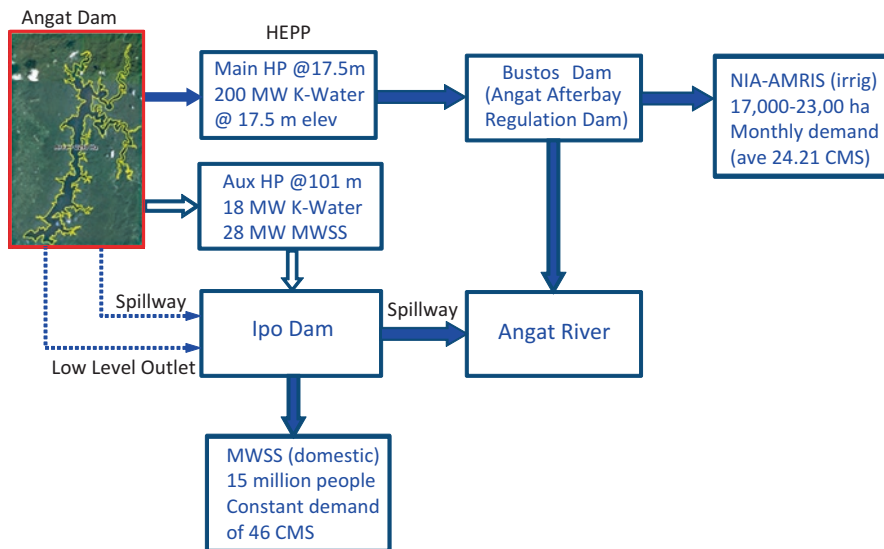 Angat Dam
HEPP
Main HP @17.5m
200 MW K-Water
@ 17.5 m elev
Bustos Dam
(Angat Afterbay
Regulation Dam)
NIA-AMRIS (irrig)
17,000-23,00 ha
Monthly demand
(ave 24.21 CMS)
Aux HP @101 m
18 MW K-Water
28 MW MWSS
Spillway
Low Level Outlet
Ipo Dam
Spillway
Angat River
MWSS (domestic)
15 million people
Constant demand
of 46 CMS